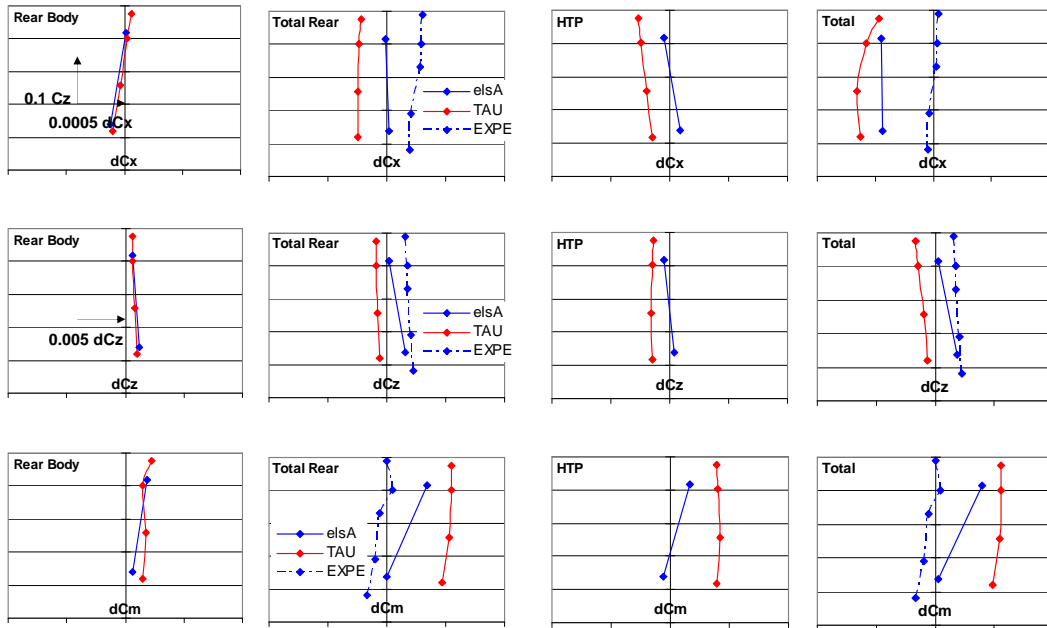 Rear Body
Total Rear
HTP
Total
0.1 Cz
0.0005 dCx
elsA
TAU
EXPE
dCx
dCx
dCx
dCx
Rear Body
Total Rear
HTP
Total
0.005 dCz
elsA
TAU
EXPE
dCz
dCz
dCz
dCz
Rear Body
Total Rear
HTP
Total
elsA
TAU
EXPE
dCm
dCm
dCm
dCm